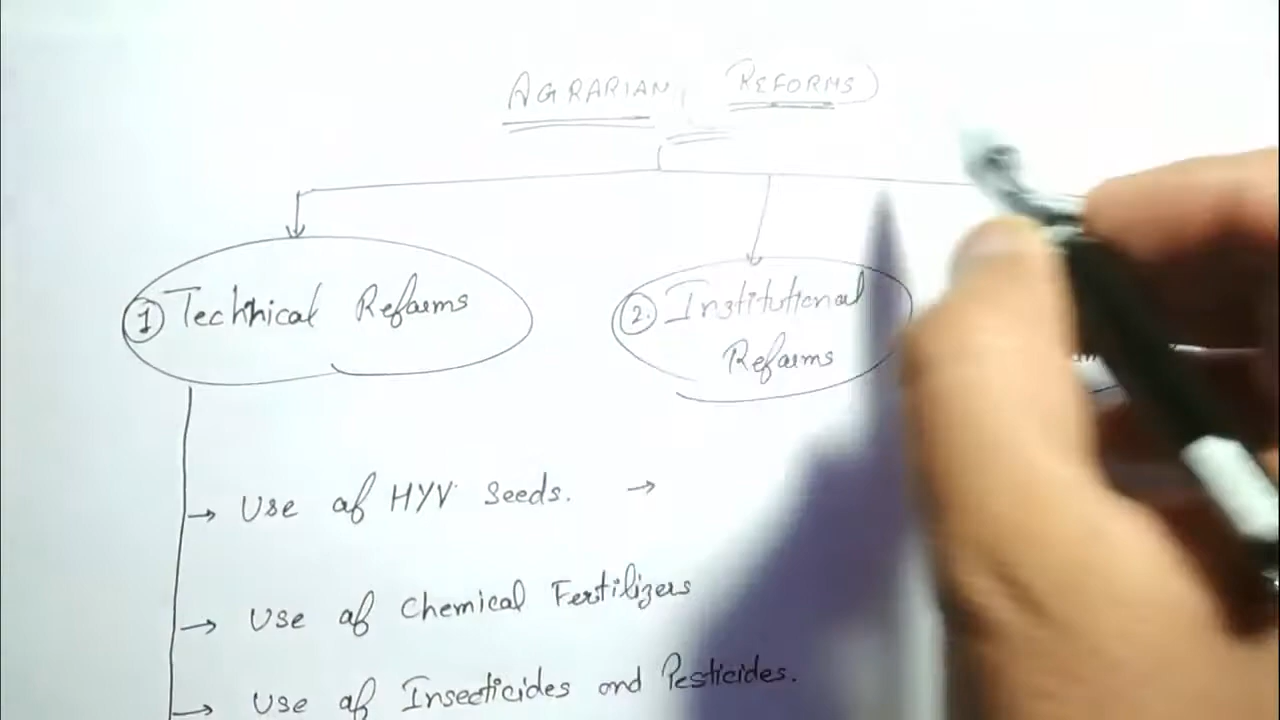 AGRARIAN REFORMS
1 Technical Reforms
2. Institutional
Reforms
→ Use of HYV Seeds. →
→ Use of Chemical Fertilizers
→ Use of Insecticides and Pesticides.